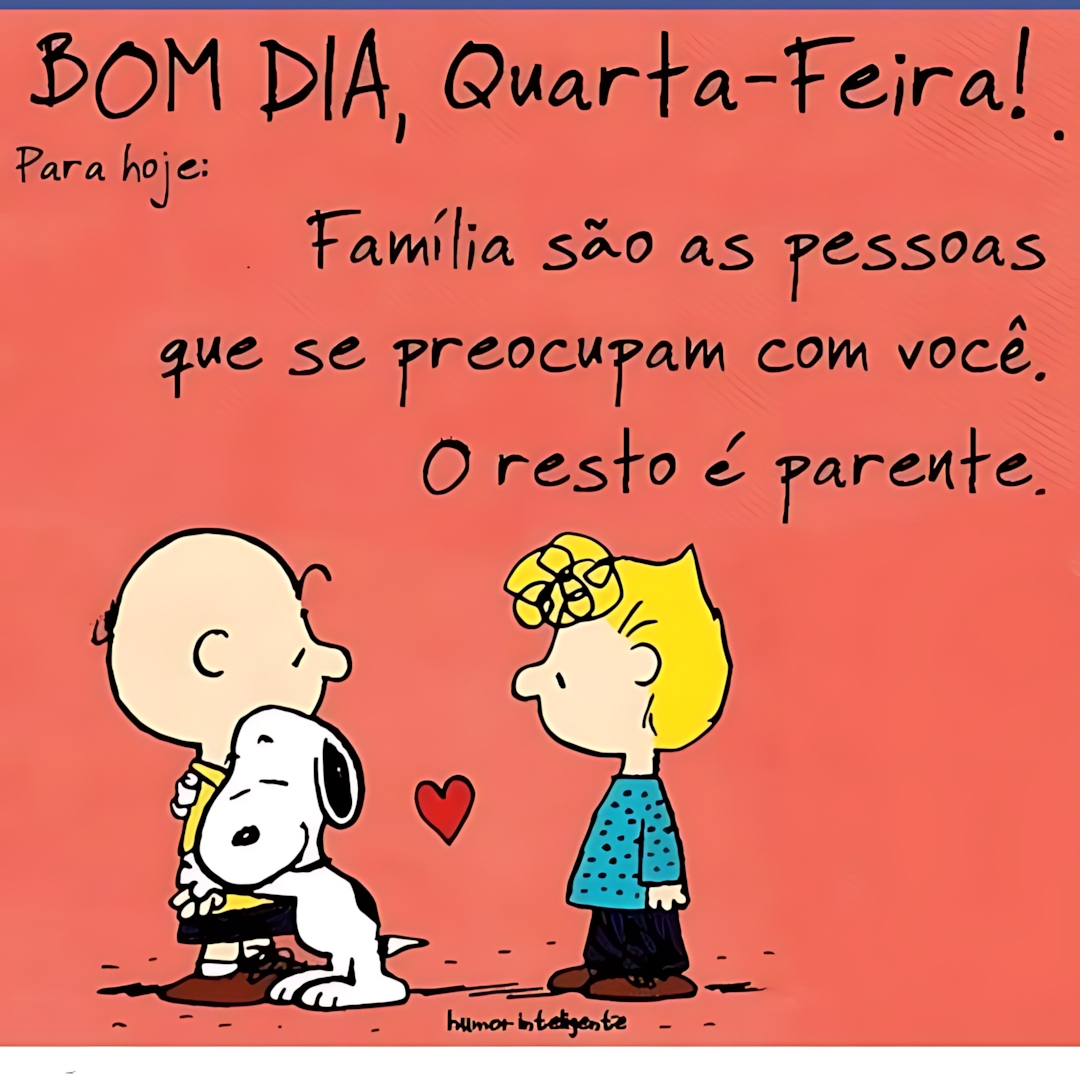 BOM DIA, Quarta-Feira!.
Para hoje:
Família são as pessoas
que se preocupam com você.
O resto é parente.
humor inteligente